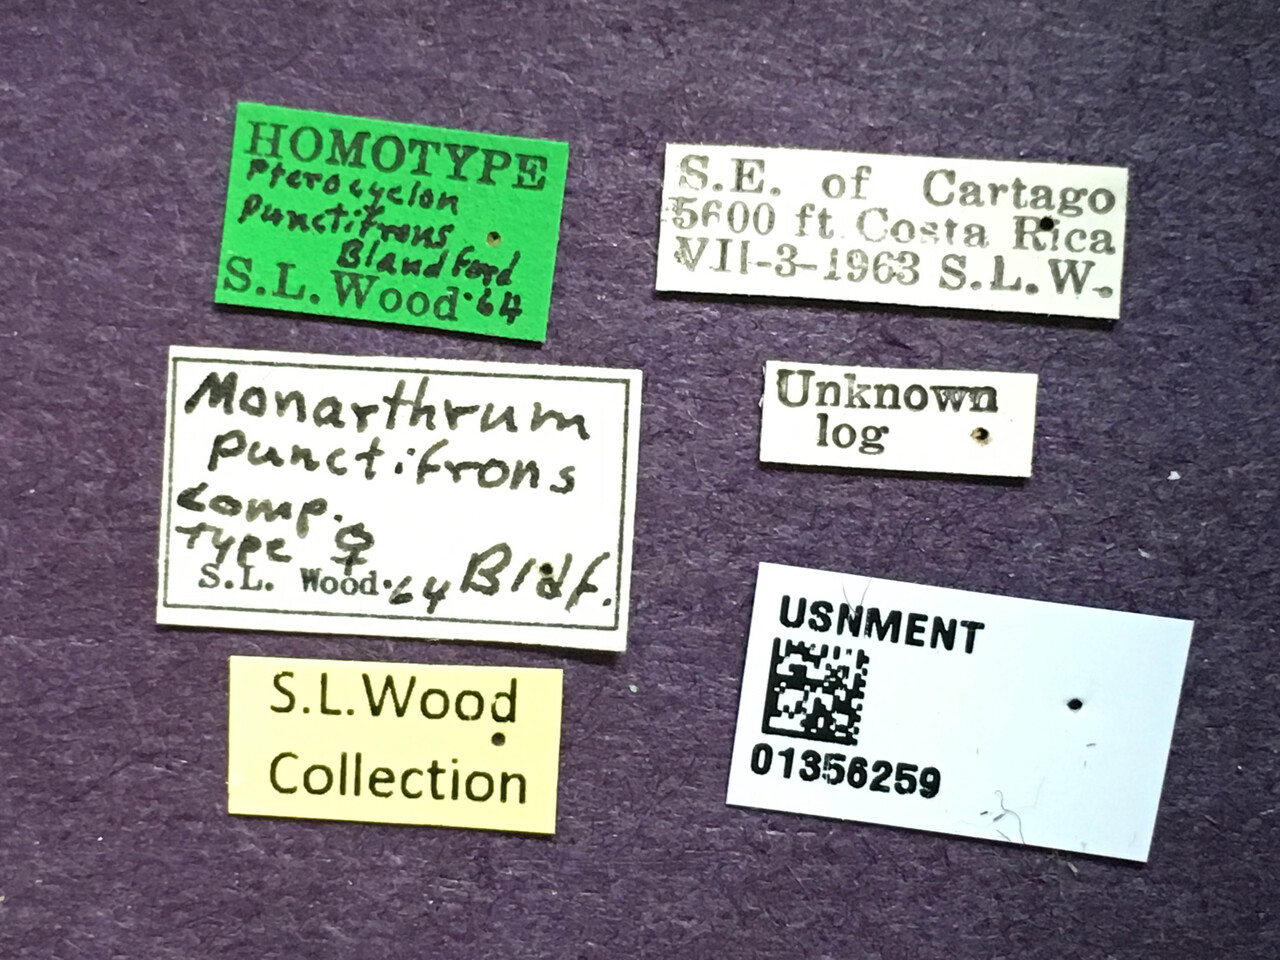 HOMOTYPE
Pterocyclon
punctifrons
Blandford
S.L. Wood '64
S.E. of Cartago
5600 ft. Costa Rica
VII-3-1963 S.L.W.
Monarthrum
punctifrons
comp.
type ♀
S.L. Wood '64 Bldf.
Unknown
log
S.L.Wood
Collection
USNMENT
01356259